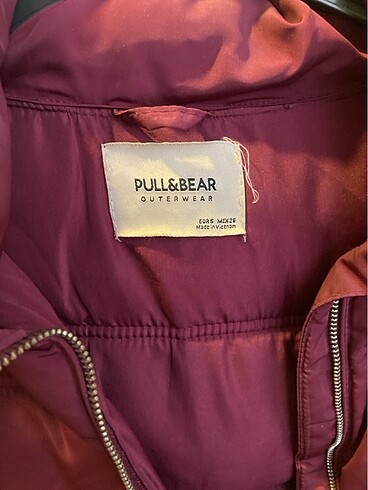 PULL&BEAR
OUTERWEAR
EUR S MEX 26
Made in Vietnam